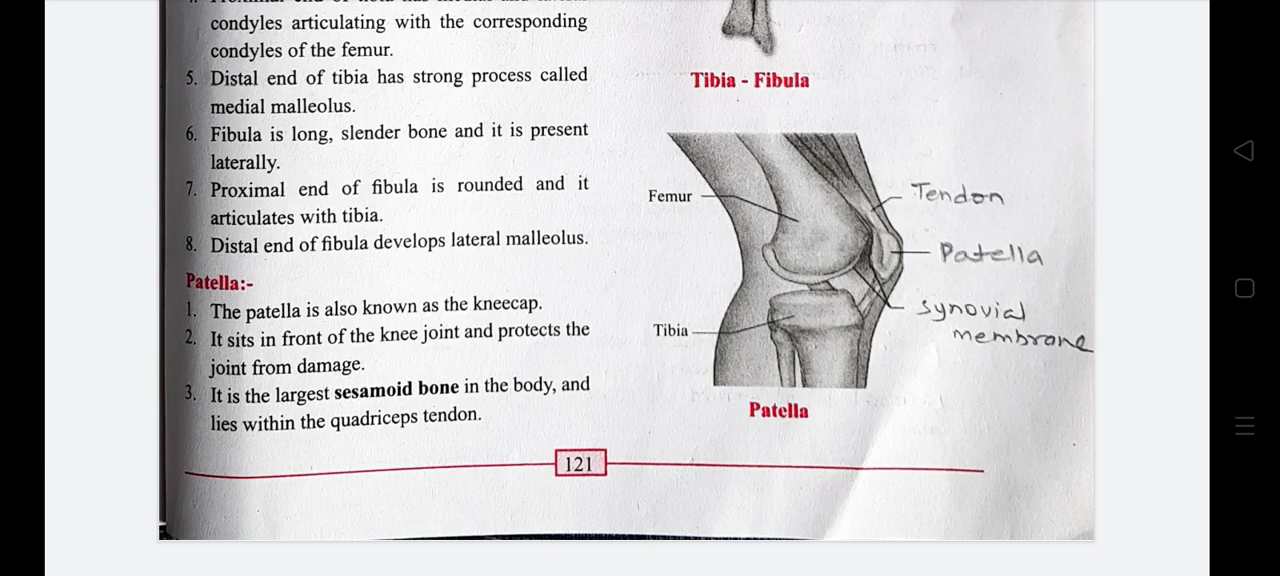 condyles articulating with the corresponding
condyles of the femur.
5. Distal end of tibia has strong process called
medial malleolus.
6. Fibula is long, slender bone and it is present
laterally.
7. Proximal end of fibula is rounded and it
articulates with tibia.
8. Distal end of fibula develops lateral malleolus.
Patella:-
1. The patella is also known as the kneecap.
2. It sits in front of the knee joint and protects the
joint from damage.
3. It is the largest sesamoid bone in the body, and
lies within the quadriceps tendon.
Tibia - Fibula
Femur
Tendon
Patella
Synovial
membrane
Tibia
Patella
121